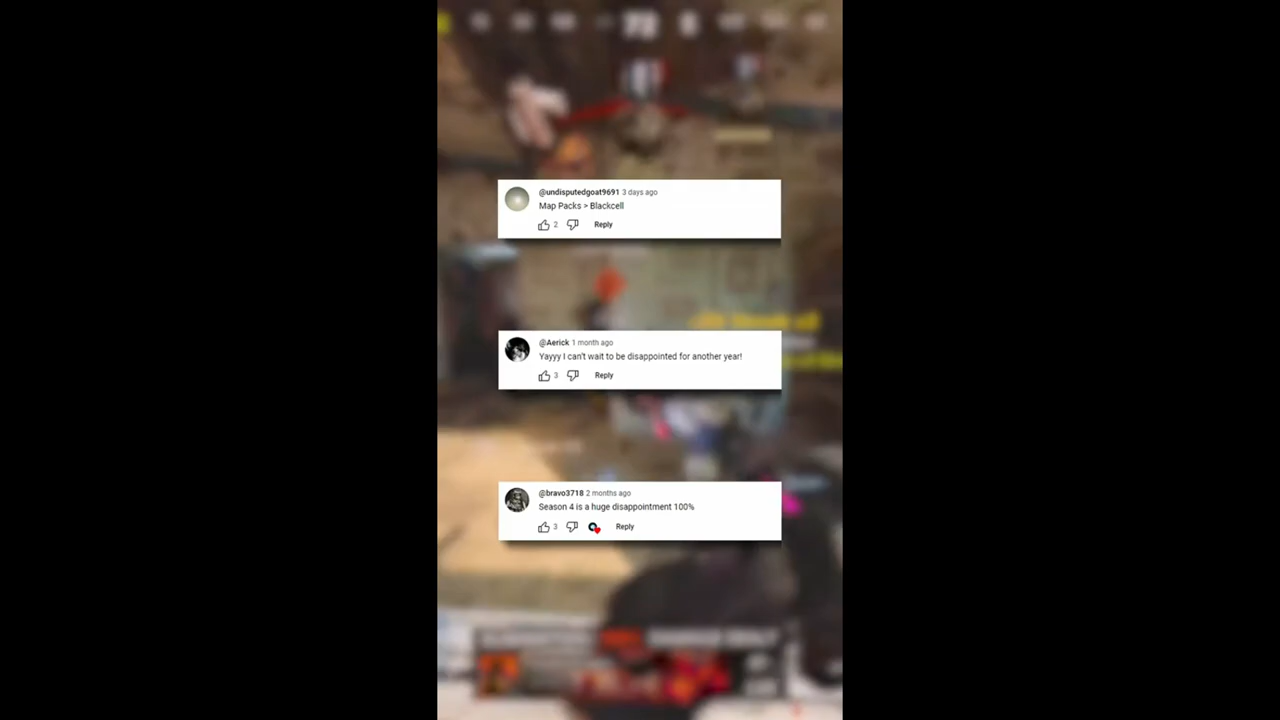 @undisputedgoat9691 3 days ago
Map Packs > Blackcell
2 Reply
@Aerick 1 month ago
Yayyy I can't wait to be disappointed for another year!
3 Reply
@bravo3718 2 months ago
Season 4 is a huge disappointment 100%
3 Reply